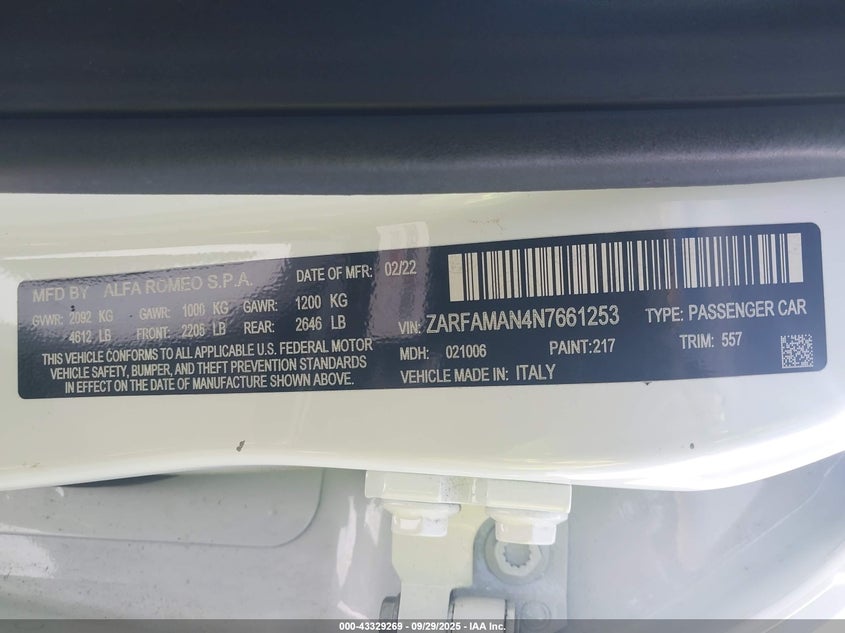 MFD BY ALFA ROMEO S.P.A. DATE OF MFR: 02/22
GVWR: 2092 KG GAWR: 1000 KG GAWR: 1200 KG
4612 LB FRONT: 2205 LB REAR: 2646 LB
THIS VEHICLE CONFORMS TO ALL APPLICABLE U.S. FEDERAL MOTOR
VEHICLE SAFETY, BUMPER, AND THEFT PREVENTION STANDARDS
IN EFFECT ON THE DATE OF MANUFACTURE SHOWN ABOVE.
VIN: ZARFAMAN4N7661253 TYPE: PASSENGER CAR
MDH: 021006 PAINT:217 TRIM: 557
VEHICLE MADE IN: ITALY
000-43329269 - 09/29/2025 - IAA Inc.